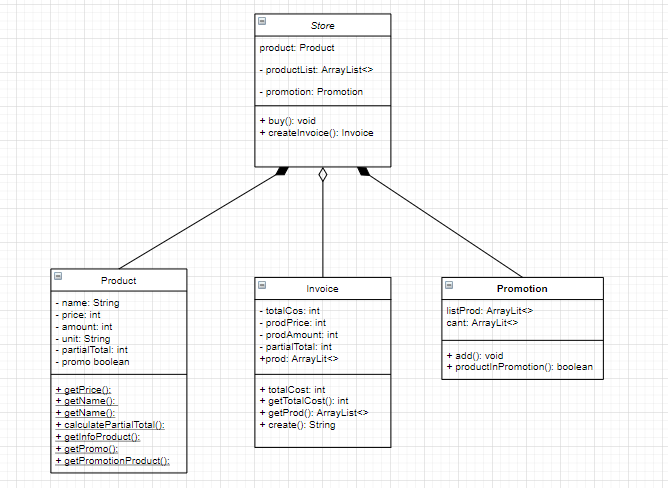 Store
product: Product
- productList: ArrayList<>
- promotion: Promotion
+ buy(): void
+ createInvoice(): Invoice
Product
- name: String
- price: int
- amount: int
- unit: String
- partialTotal: int
- promo boolean
+ getPrice():
+ getName():
+ getName():
+ calculatePartialTotal():
+ getInfoProduct():
+ getPromo():
+ getPromotionProduct():
Invoice
- totalCos: int
- prodPrice: int
- prodAmount: int
- partialTotal: int
+prod: ArrayLit<>
+ totalCost: int
+ getTotalCost(): int
+ getProd(): ArrayList<>
+ create(): String
Promotion
listProd: ArrayLit<>
cant: ArrayLit<>
+ add(): void
+ productInPromotion(): boolean